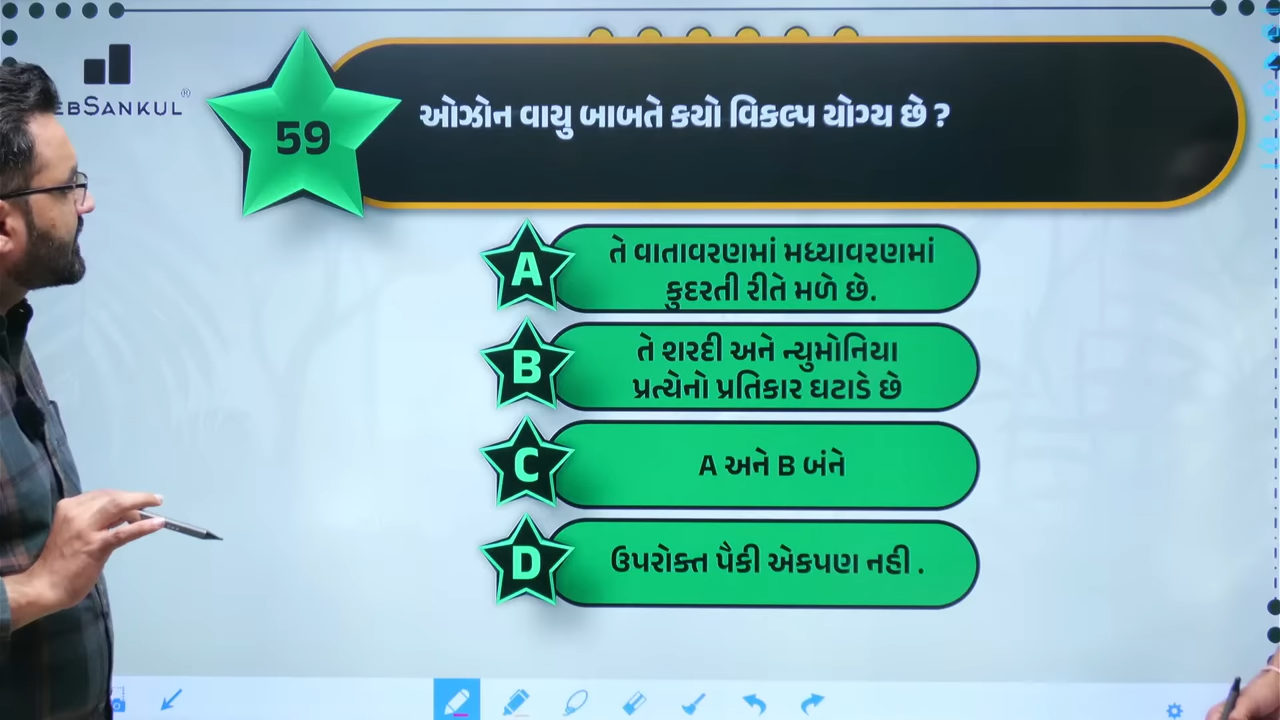 EBSANKUL®
59
ઓઝોન વાયુ બાબતે કયો વિકલ્પ યોગ્ય છે ?
A
તે વાતાવરણમાં મધ્યાવરણમાં
કુદરતી રીતે મળે છે.
B
તે શરદી અને ન્યુમોનિયા
પ્રત્યેનો પ્રતિકાર ઘટાડે છે
C
A અને B બંને
D
ઉપરોક્ત પૈકી એકપણ નહી .